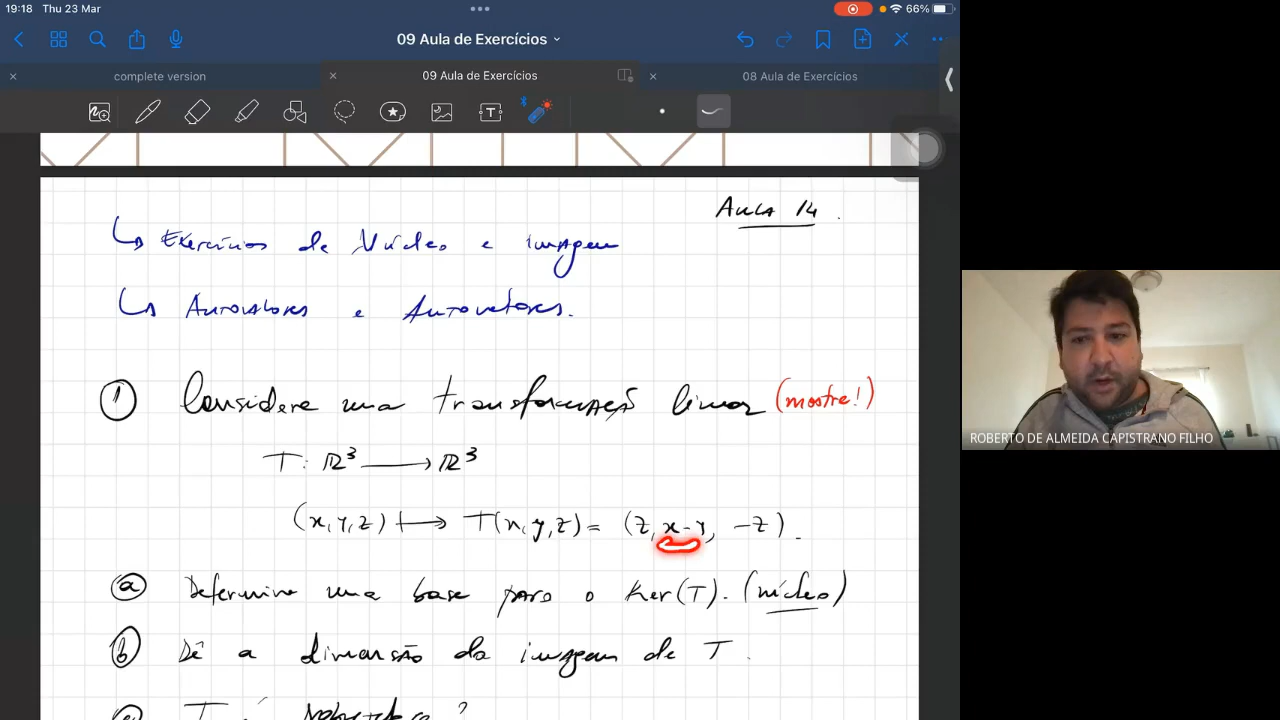 19:18 Thu 23 Mar
66%
09 Aula de Exercícios
complete version
09 Aula de Exercícios
08 Aula de Exercícios
AULA 14.
↳ Exercícios de Núcleo e imagem
↳ Autovalores e Autovetores.
① Considere uma transformação linear (mostre!)
T: ℝ³ ⟶ ℝ³
(x,y,z) ⟼ T(x,y,z) = (z, x-y, -z).
ⓐ Determine uma base para o Ker(T). (núcleo)
ⓑ Dê a dimensão da imagem de T.
ⓒ T é sobrejetora?
ROBERTO DE ALMEIDA CAPISTRANO FILHO